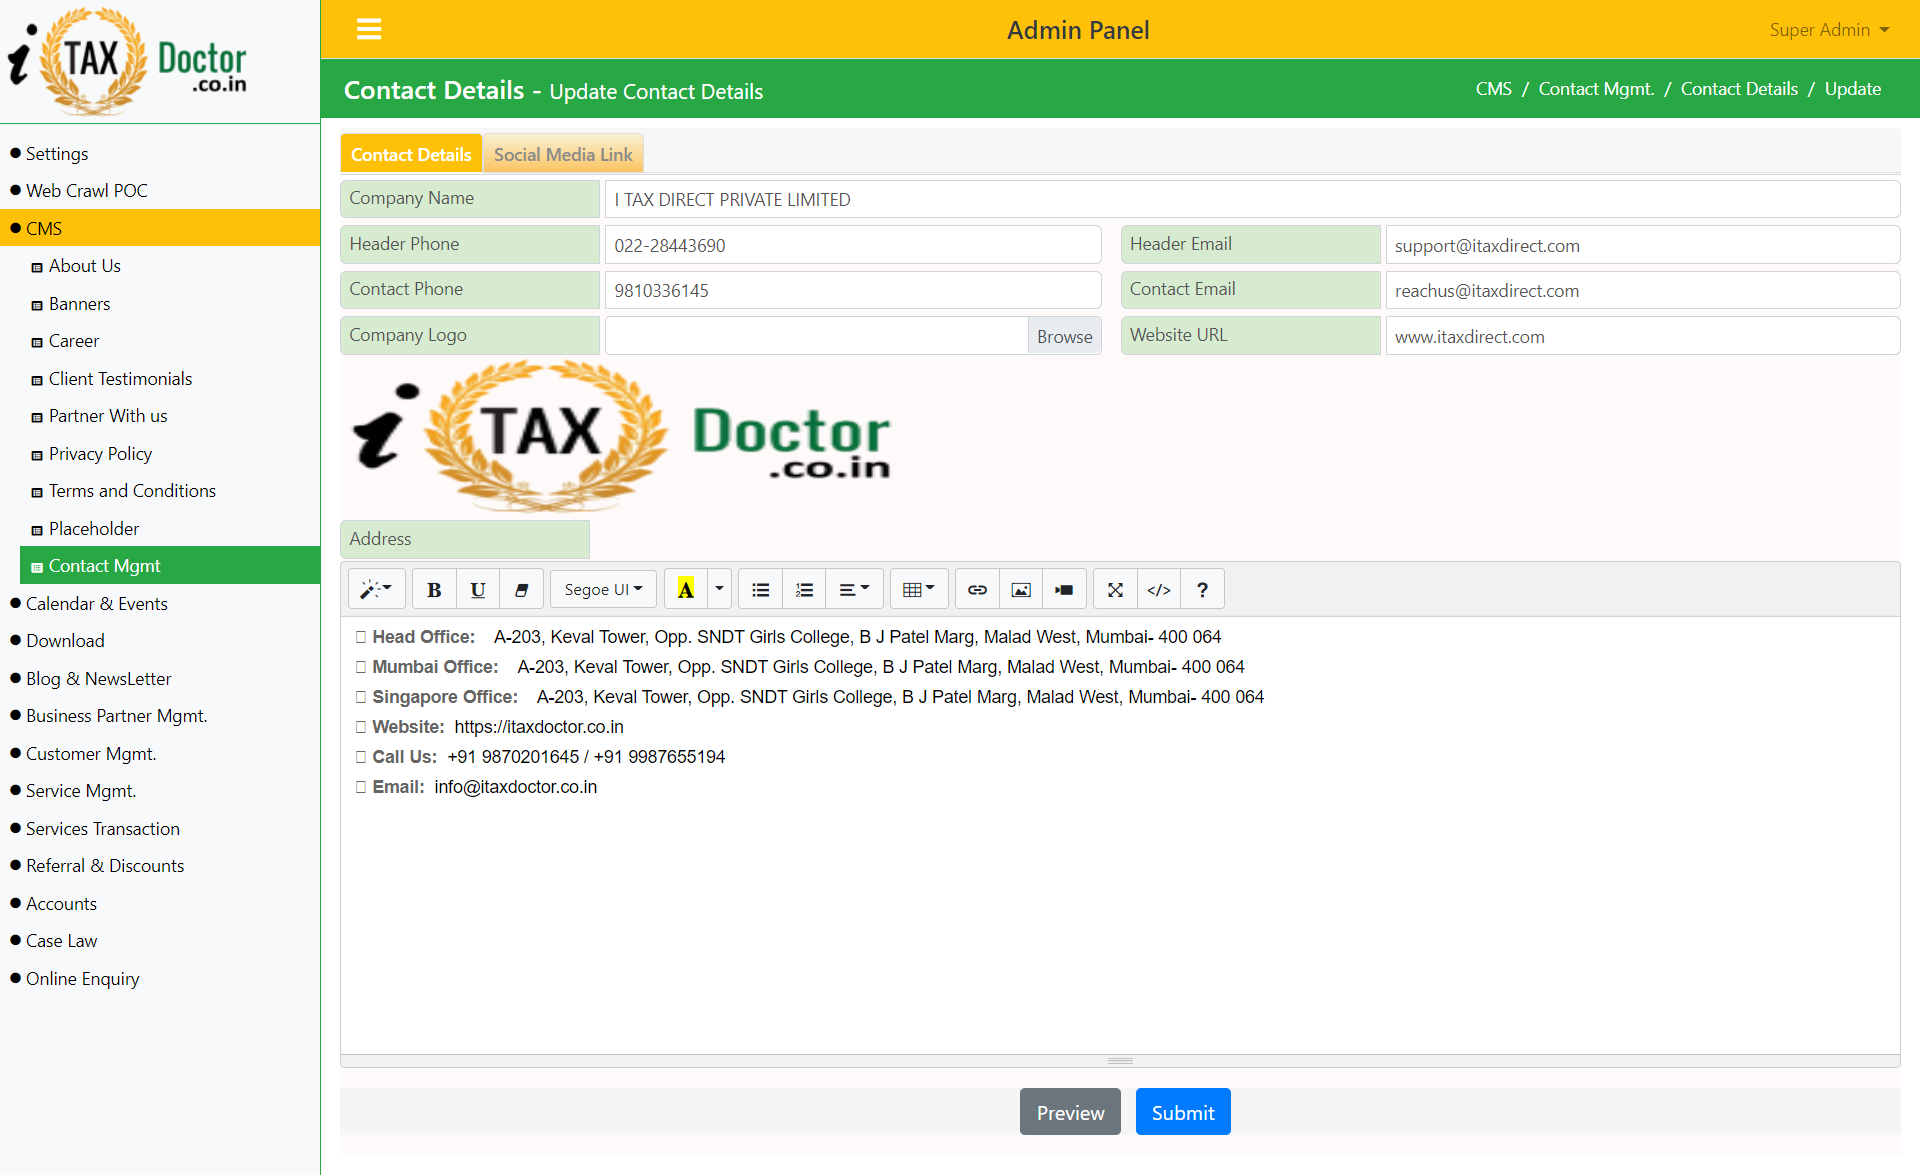 i TAX Doctor .co.in
Admin Panel
Super Admin
Contact Details - Update Contact Details
CMS / Contact Mgmt. / Contact Details / Update
Settings
Web Crawl POC
CMS
About Us
Banners
Career
Client Testimonials
Partner With us
Privacy Policy
Terms and Conditions
Placeholder
Contact Mgmt
Calendar & Events
Download
Blog & NewsLetter
Business Partner Mgmt.
Customer Mgmt.
Service Mgmt.
Services Transaction
Referral & Discounts
Accounts
Case Law
Online Enquiry
Contact Details Social Media Link
Company Name I TAX DIRECT PRIVATE LIMITED
Header Phone 022-28443690 Header Email support@itaxdirect.com
Contact Phone 9810336145 Contact Email reachus@itaxdirect.com
Company Logo Browse Website URL www.itaxdirect.com
i TAX Doctor .co.in
Address
B U Segoe UI A </> ?
Head Office: A-203, Keval Tower, Opp. SNDT Girls College, B J Patel Marg, Malad West, Mumbai- 400 064
Mumbai Office: A-203, Keval Tower, Opp. SNDT Girls College, B J Patel Marg, Malad West, Mumbai- 400 064
Singapore Office: A-203, Keval Tower, Opp. SNDT Girls College, B J Patel Marg, Malad West, Mumbai- 400 064
Website: https://itaxdoctor.co.in
Call Us: +91 9870201645 / +91 9987655194
Email: info@itaxdoctor.co.in
Preview Submit